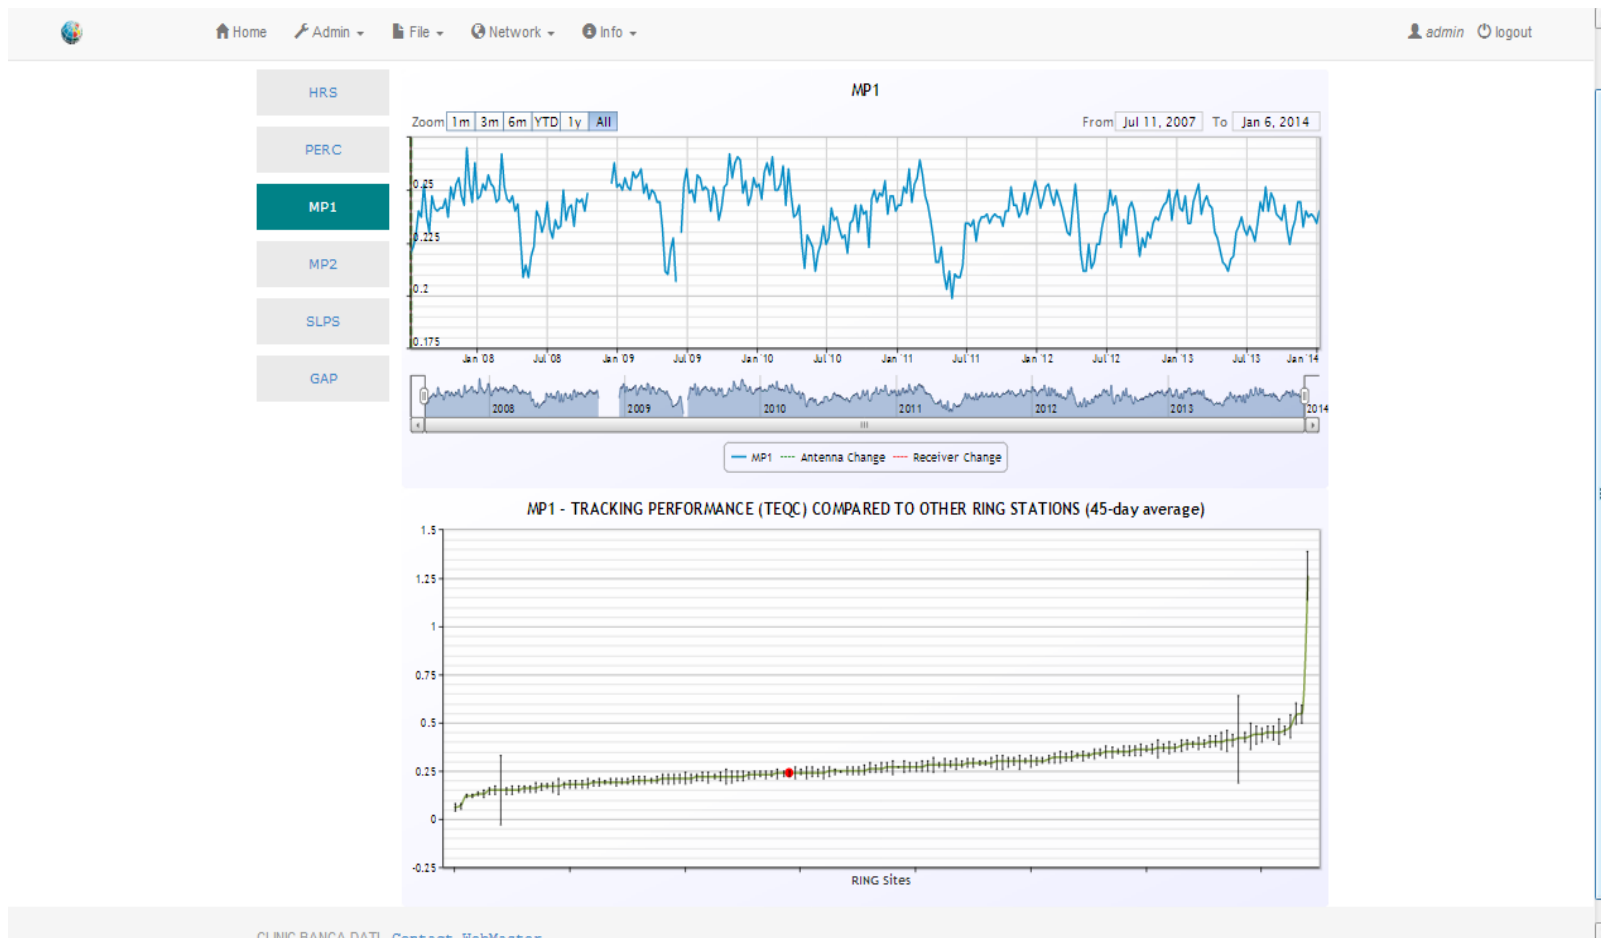 Home Admin File Network Info admin logout
HRS
PERC
MP1
MP2
SLPS
GAP
MP1
Zoom 1m 3m 6m YTD 1y All From Jul 11, 2007 To Jan 6, 2014
0.25
0.225
0.2
0.175
Jan '08 Jul '08 Jan '09 Jul '09 Jan '10 Jul '10 Jan '11 Jul '11 Jan '12 Jul '12 Jan '13 Jul '13 Jan '14
2008 2009 2010 2011 2012 2013 2014
MP1 Antenna Change Receiver Change
MP1 - TRACKING PERFORMANCE (TEQC) COMPARED TO OTHER RING STATIONS (45-day average)
1.5
1.25
1
0.75
0.5
0.25
0
-0.25
RING Sites
CLINIC BANCA DATI Contact WebMaster